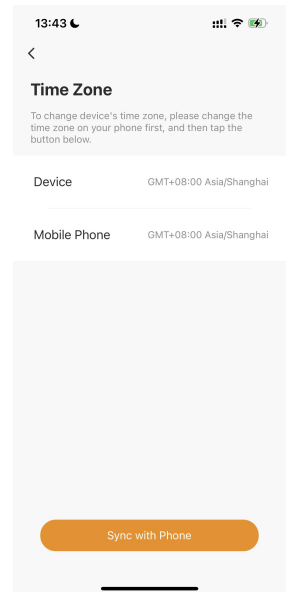 13:43
Time Zone
To change device's time zone, please change the
time zone on your phone first, and then tap the
button below.
Device GMT+08:00 Asia/Shanghai
Mobile Phone GMT+08:00 Asia/Shanghai
Sync with Phone